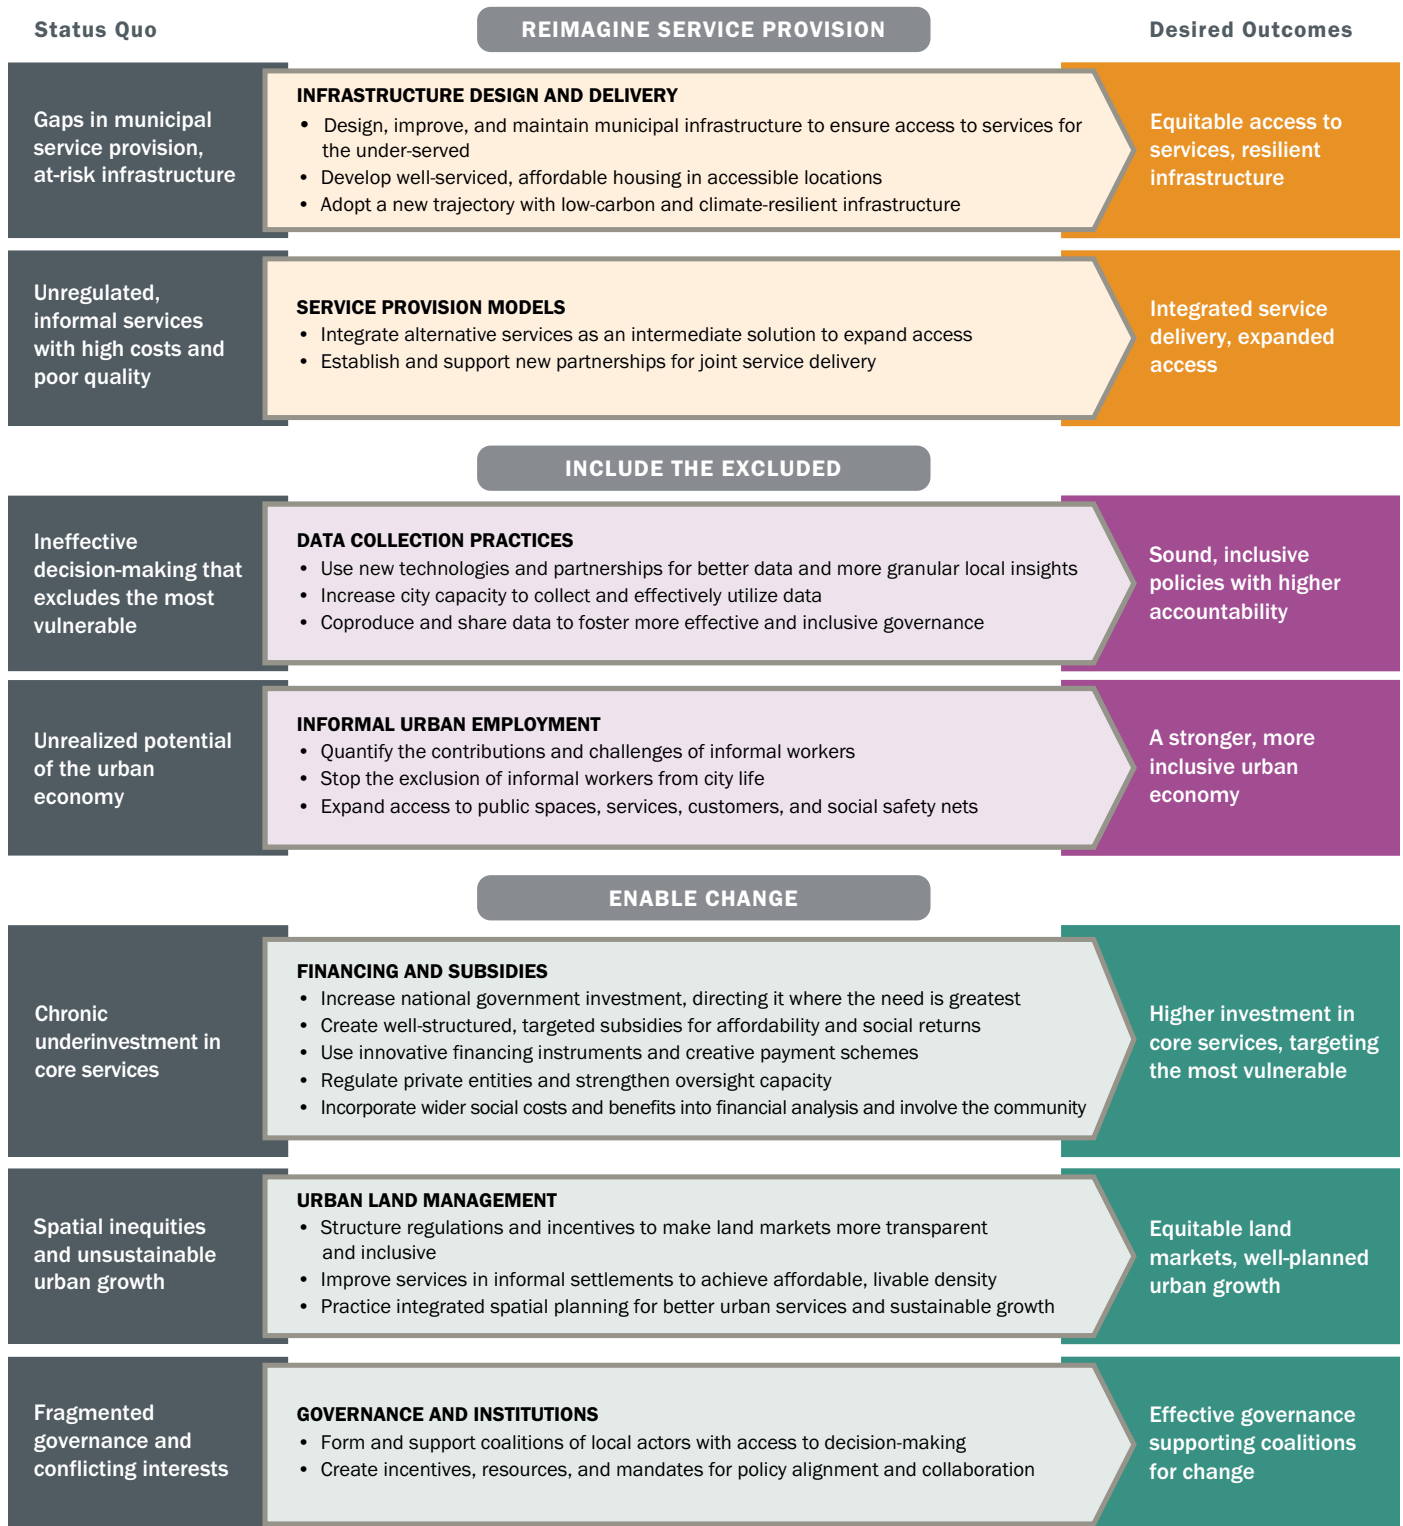 Status Quo
REIMAGINE SERVICE PROVISION
Desired Outcomes
Gaps in municipal
service provision,
at-risk infrastructure
INFRASTRUCTURE DESIGN AND DELIVERY
• Design, improve, and maintain municipal infrastructure to ensure access to services for
the under-served
• Develop well-serviced, affordable housing in accessible locations
• Adopt a new trajectory with low-carbon and climate-resilient infrastructure
Equitable access to
services, resilient
infrastructure
Unregulated,
informal services
with high costs and
poor quality
SERVICE PROVISION MODELS
• Integrate alternative services as an intermediate solution to expand access
• Establish and support new partnerships for joint service delivery
Integrated service
delivery, expanded
access
INCLUDE THE EXCLUDED
Ineffective
decision-making that
excludes the most
vulnerable
DATA COLLECTION PRACTICES
• Use new technologies and partnerships for better data and more granular local insights
• Increase city capacity to collect and effectively utilize data
• Coproduce and share data to foster more effective and inclusive governance
Sound, inclusive
policies with higher
accountability
Unrealized potential
of the urban
economy
INFORMAL URBAN EMPLOYMENT
• Quantify the contributions and challenges of informal workers
• Stop the exclusion of informal workers from city life
• Expand access to public spaces, services, customers, and social safety nets
A stronger, more
inclusive urban
economy
ENABLE CHANGE
Chronic
underinvestment in
core services
FINANCING AND SUBSIDIES
• Increase national government investment, directing it where the need is greatest
• Create well-structured, targeted subsidies for affordability and social returns
• Use innovative financing instruments and creative payment schemes
• Regulate private entities and strengthen oversight capacity
• Incorporate wider social costs and benefits into financial analysis and involve the community
Higher investment in
core services, targeting
the most vulnerable
Spatial inequities
and unsustainable
urban growth
URBAN LAND MANAGEMENT
• Structure regulations and incentives to make land markets more transparent
and inclusive
• Improve services in informal settlements to achieve affordable, livable density
• Practice integrated spatial planning for better urban services and sustainable growth
Equitable land
markets, well-planned
urban growth
Fragmented
governance and
conflicting interests
GOVERNANCE AND INSTITUTIONS
• Form and support coalitions of local actors with access to decision-making
• Create incentives, resources, and mandates for policy alignment and collaboration
Effective governance
supporting coalitions
for change